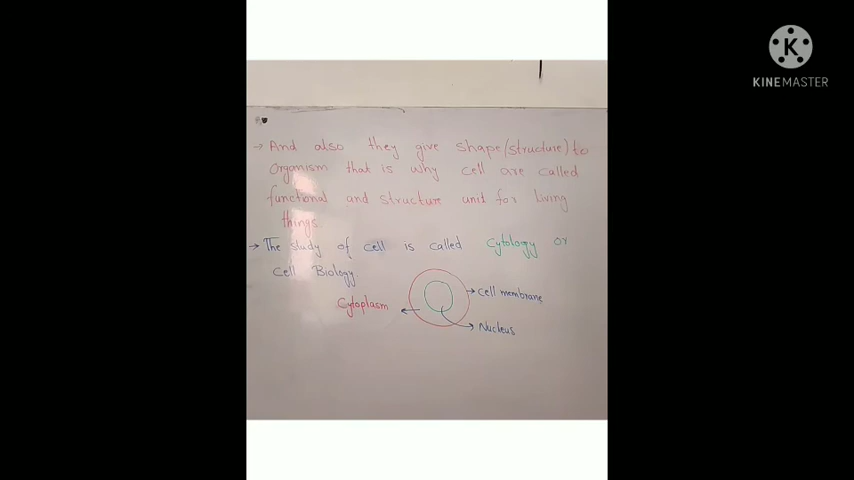 KINEMASTER
→ And also they give shape/(structure) to
organism that is why cell are called
functional and structure unit for living
things
→ The study of cell is called Cytology or
Cell Biology
Cytoplasm
Cell membrane
Nucleus